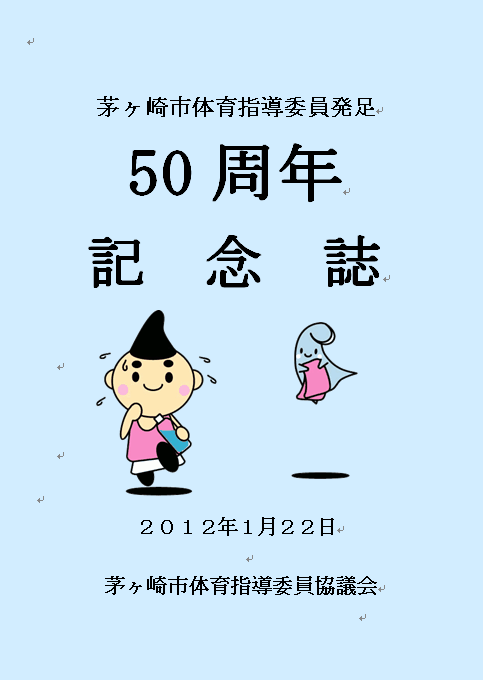 茅ヶ崎市体育指導委員発足
50周年
記　念　誌
２０１２年１月２２日
茅ヶ崎市体育指導委員協議会